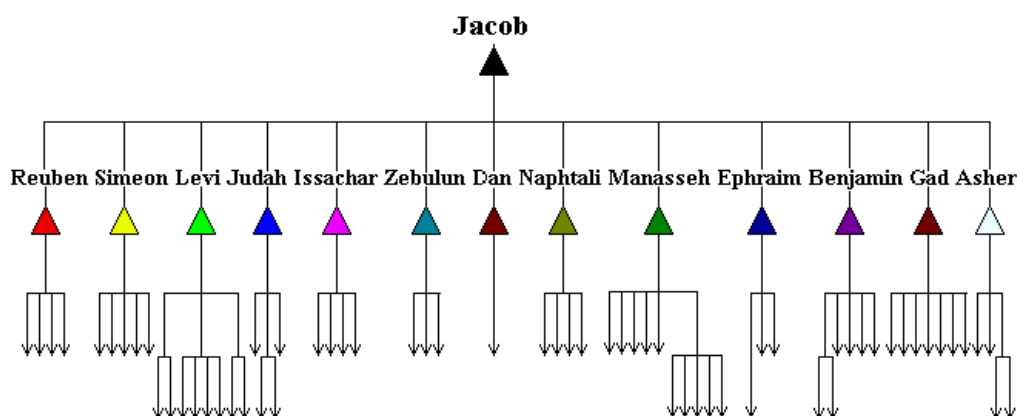 Jacob
Reuben Simeon Levi Judah Issachar Zebulun Dan Naphtali Manasseh Ephraim Benjamin Gad Asher